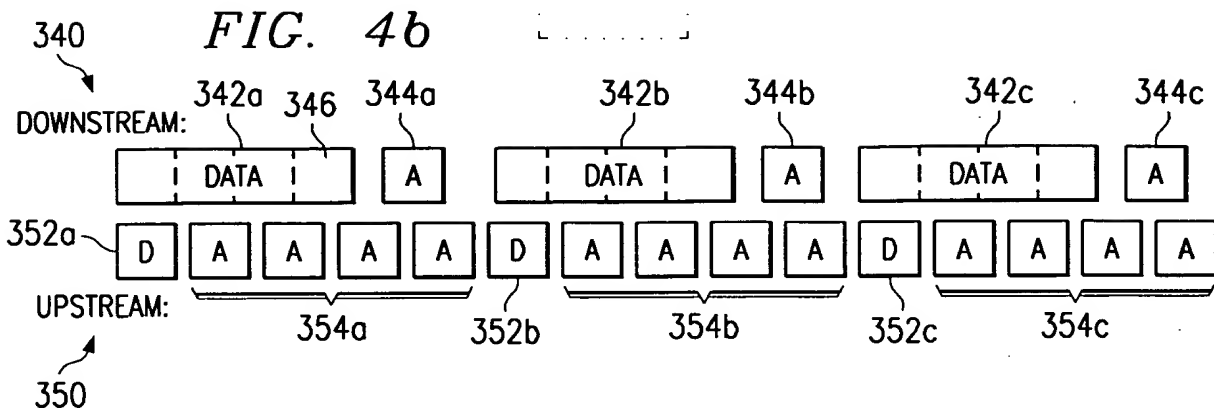 FIG. 4b
340
342a 346 344a 342b 344b 342c 344c
DOWNSTREAM:
DATA A DATA A DATA A
352a D A A A A D A A A A D A A A A
UPSTREAM:
354a 352b 354b 352c 354c
350